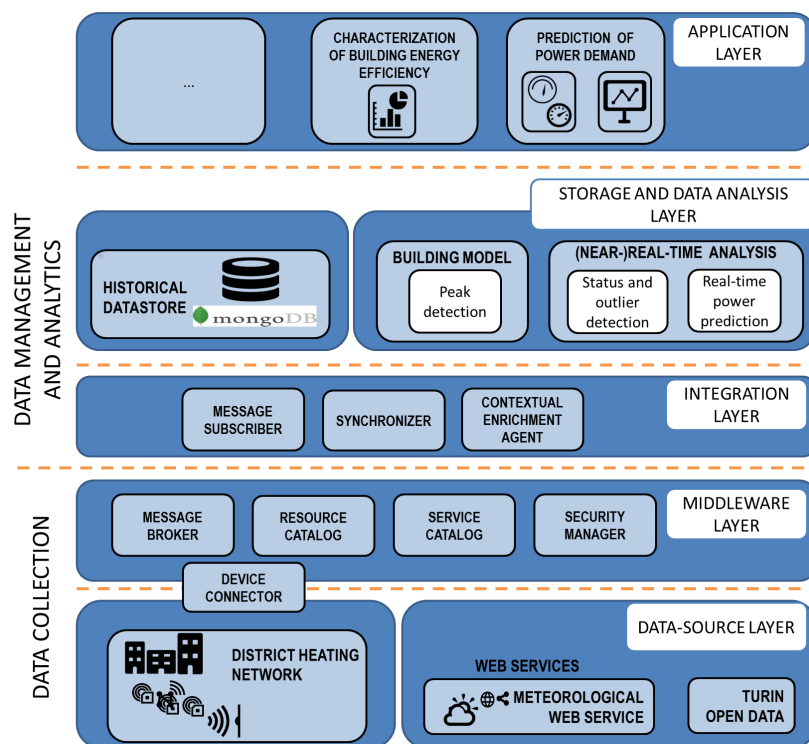 APPLICATION
LAYER
...
CHARACTERIZATION
OF BUILDING ENERGY
EFFICIENCY
PREDICTION OF
POWER DEMAND
DATA MANAGEMENT
AND ANALYTICS
STORAGE AND DATA ANALYSIS
LAYER
HISTORICAL
DATASTORE
mongoDB
BUILDING MODEL
Peak
detection
(NEAR-)REAL-TIME ANALYSIS
Status and
outlier
detection
Real-time
power
prediction
INTEGRATION
LAYER
MESSAGE
SUBSCRIBER
SYNCHRONIZER
CONTEXTUAL
ENRICHMENT
AGENT
DATA COLLECTION
MIDDLEWARE
LAYER
MESSAGE
BROKER
RESOURCE
CATALOG
SERVICE
CATALOG
SECURITY
MANAGER
DEVICE
CONNECTOR
DATA-SOURCE LAYER
DISTRICT HEATING
NETWORK
WEB SERVICES
METEOROLOGICAL
WEB SERVICE
TURIN
OPEN DATA